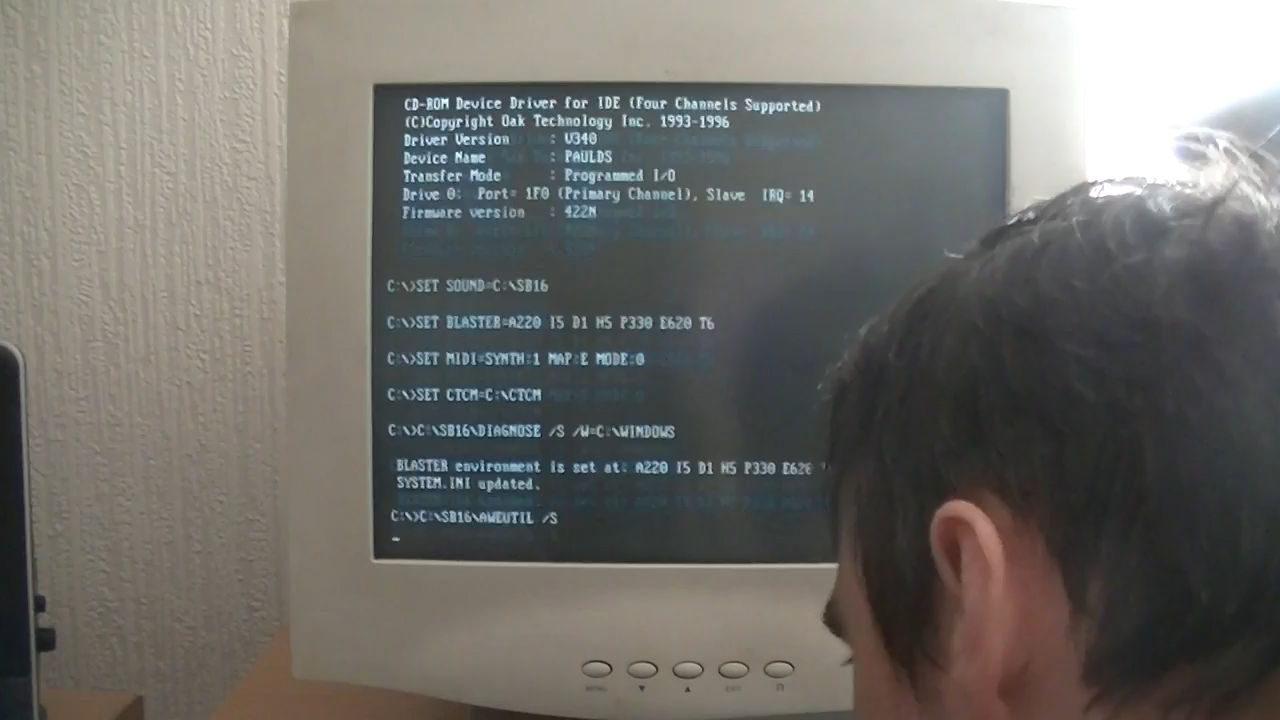 CD-ROM Device Driver for IDE (Four Channels Supported)
(C)Copyright Oak Technology Inc. 1993-1996
Driver Version : V340
Device Name : PAULDS
Transfer Mode : Programmed I/O
Drive 0: Port= 1F0 (Primary Channel), Slave IRQ= 14
Firmware version : 422N
C:\>SET SOUND=C:\SB16
C:\>SET BLASTER=A220 I5 D1 H5 P330 E620 T6
C:\>SET MIDI=SYNTH:1 MAP:E MODE:0
C:\>SET CTCM=C:\CTCM
C:\>C:\SB16\DIAGNOSE /S /W=C:\WINDOWS
BLASTER environment is set at: A220 I5 D1 H5 P330 E620
SYSTEM.INI updated.
C:\>C:\SB16\AWEUTIL /S